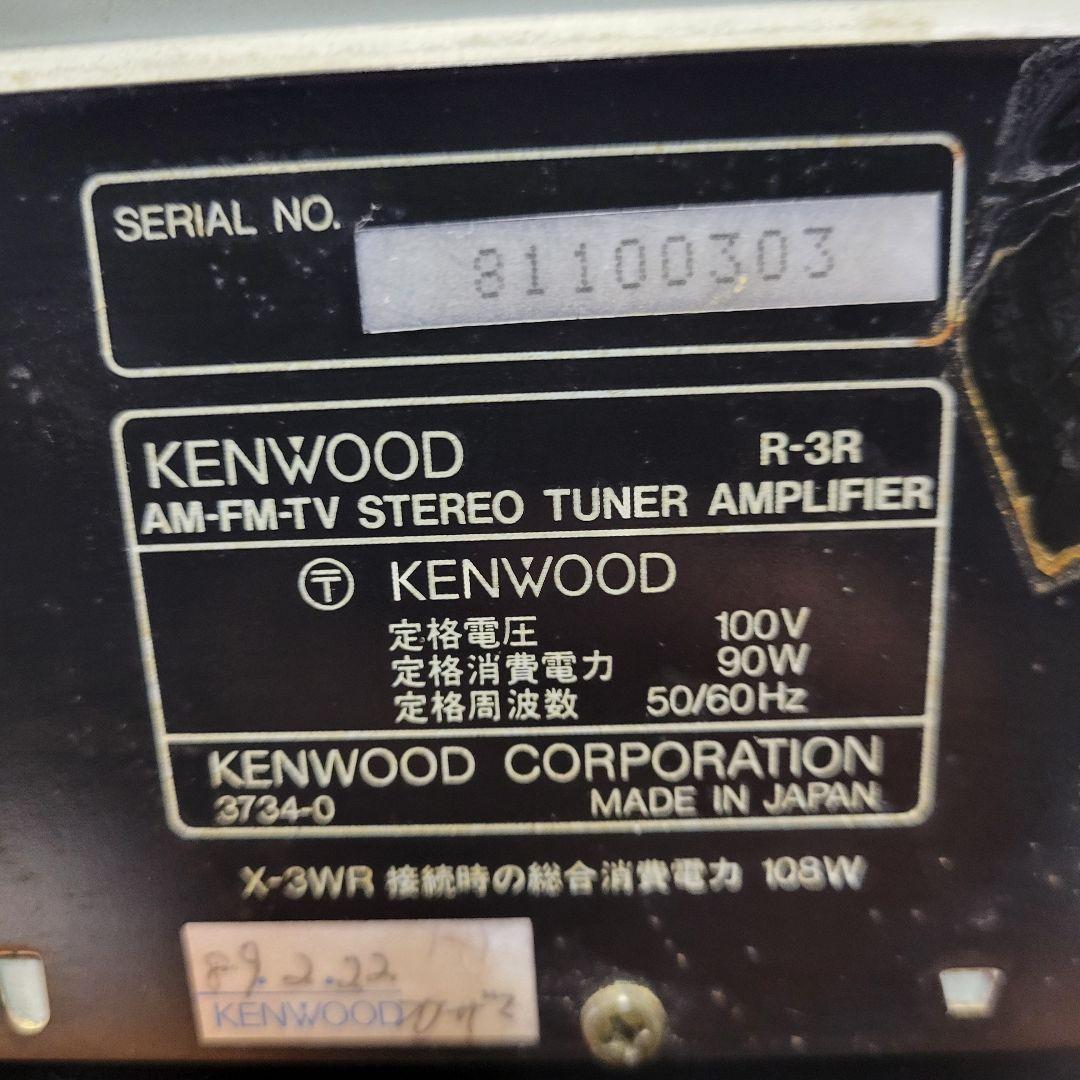 SERIAL NO. 81100303
KENWOOD R-3R
AM-FM-TV STEREO TUNER AMPLIFIER
〶 KENWOOD
定格電圧 100V
定格消費電力 90W
定格周波数 50/60Hz
KENWOOD CORPORATION
3734-0 MADE IN JAPAN
X-3WR 接続時の総合消費電力 108W
89.2.22
KENWOOD